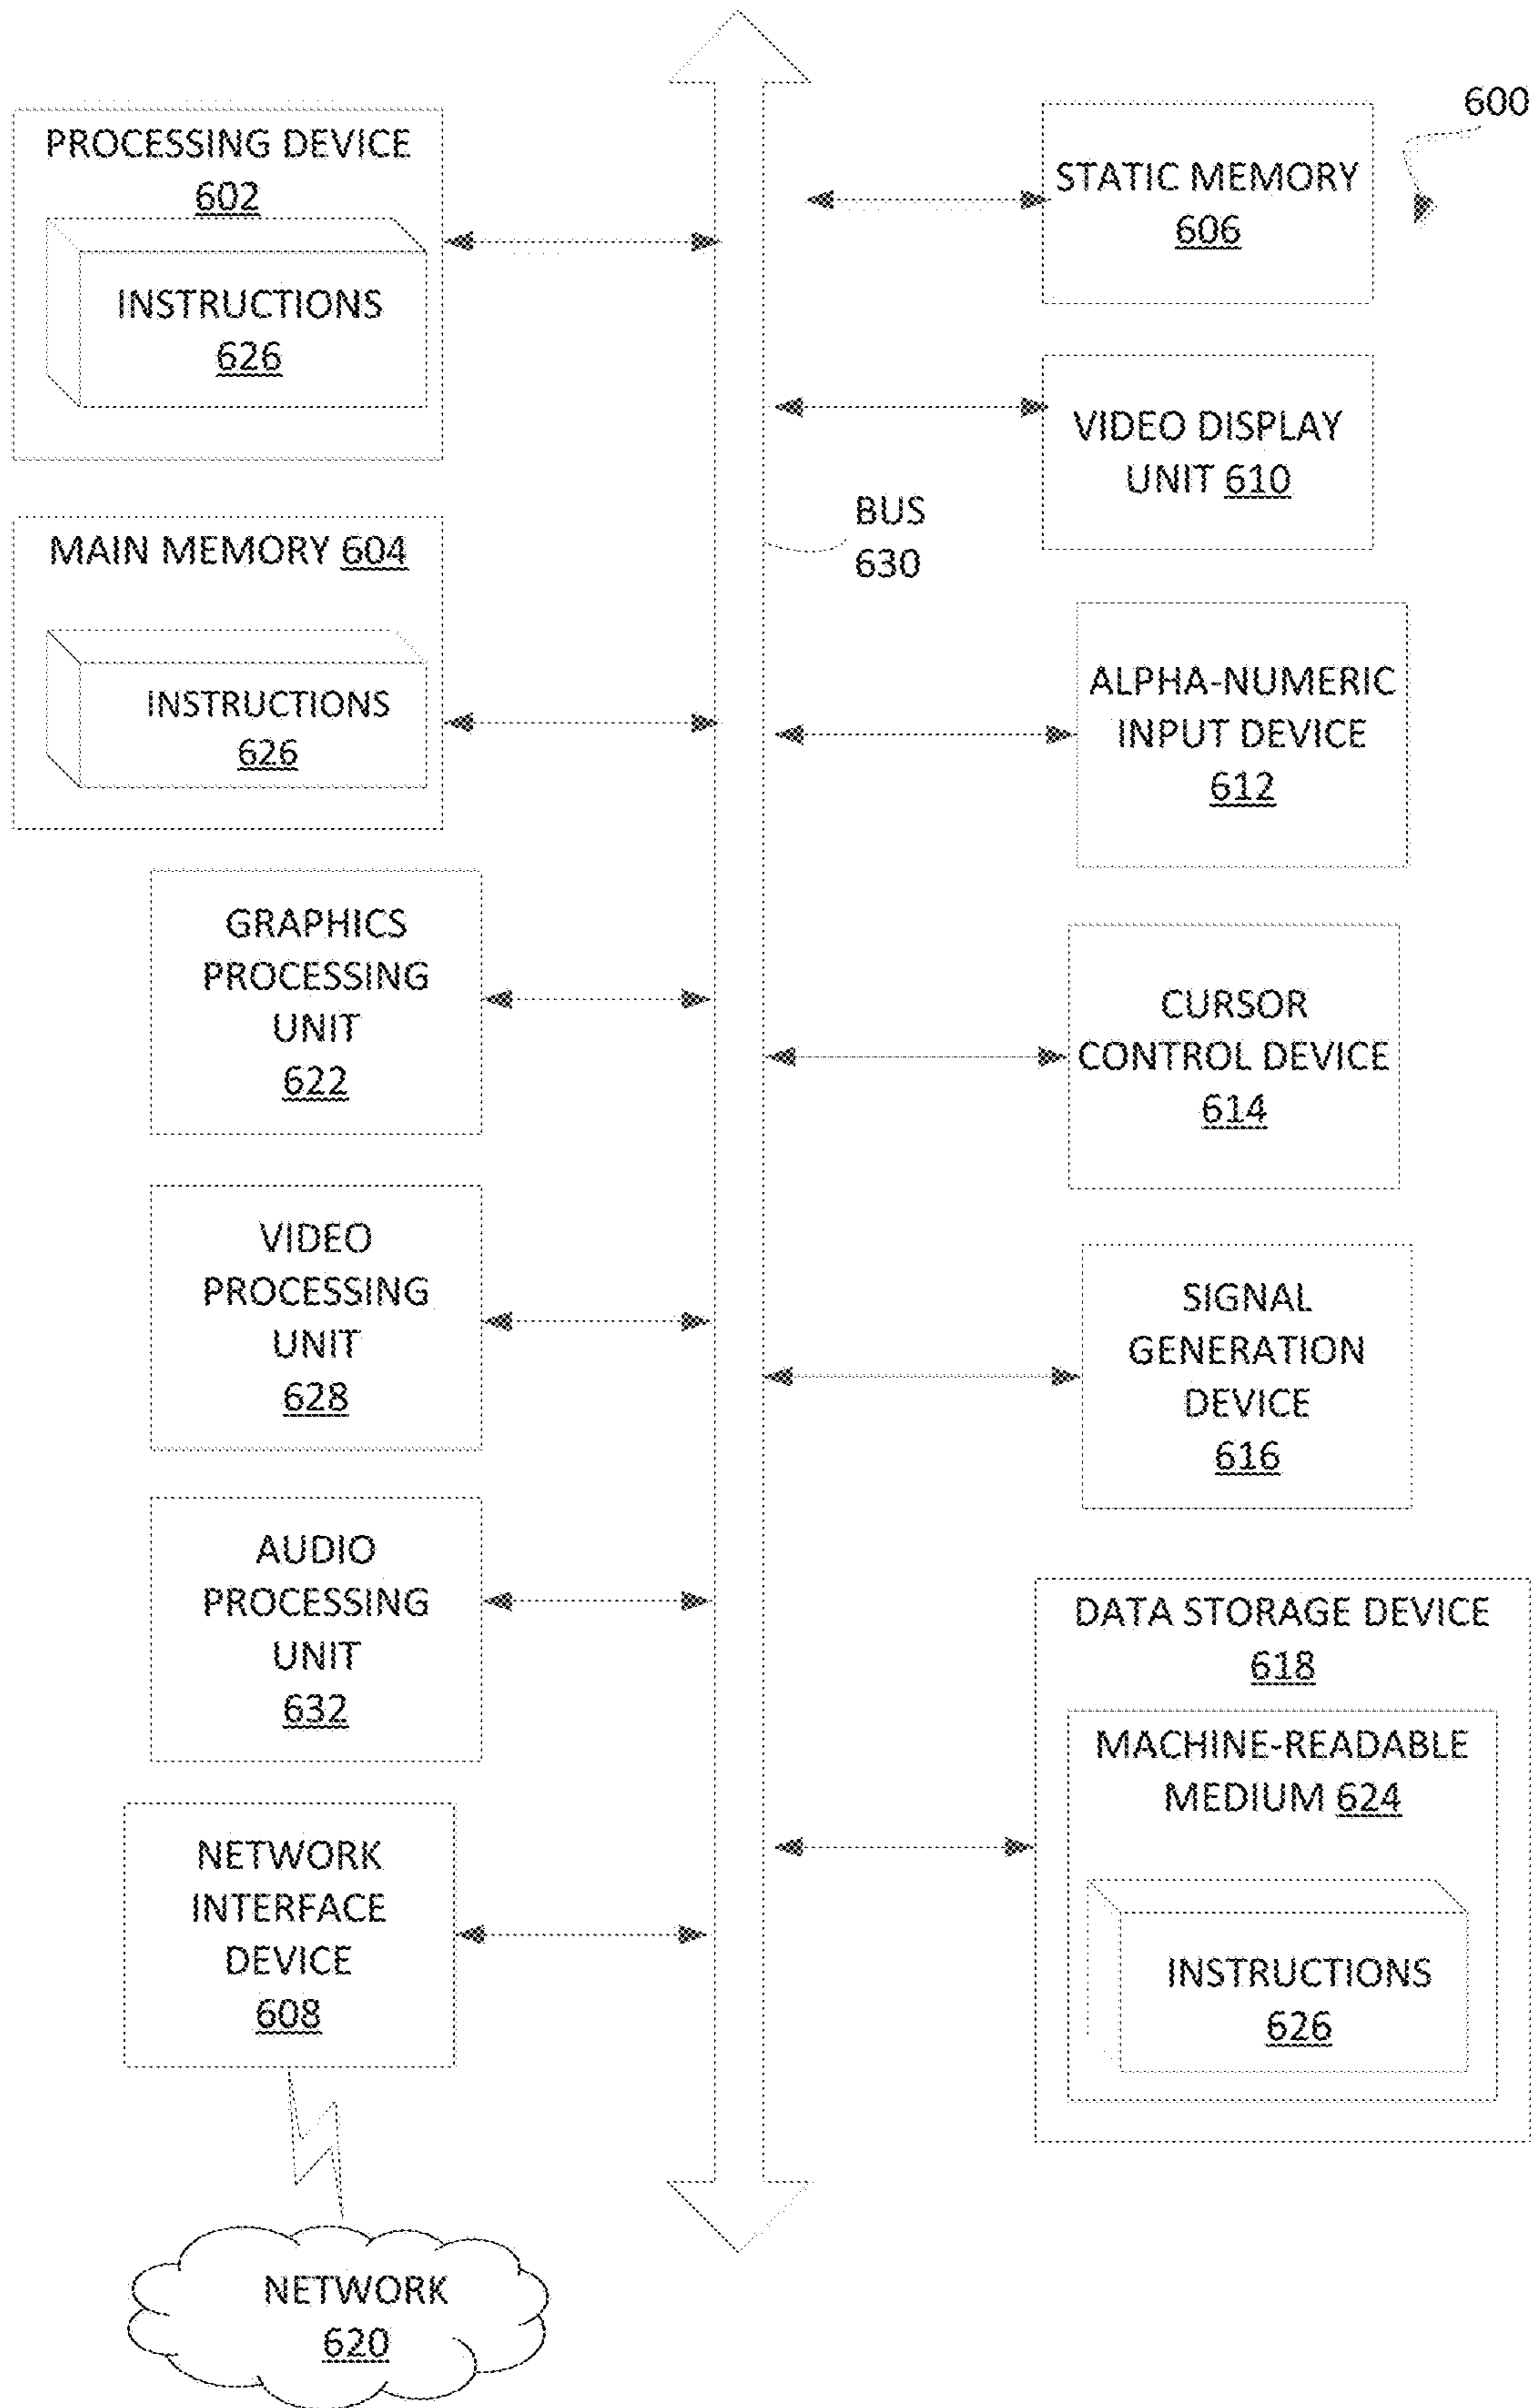 600
PROCESSING DEVICE
602
INSTRUCTIONS
626
MAIN MEMORY 604
INSTRUCTIONS
626
GRAPHICS
PROCESSING
UNIT
622
VIDEO
PROCESSING
UNIT
628
AUDIO
PROCESSING
UNIT
632
NETWORK
INTERFACE
DEVICE
608
NETWORK
620
BUS
630
STATIC MEMORY
606
VIDEO DISPLAY
UNIT 610
ALPHA-NUMERIC
INPUT DEVICE
612
CURSOR
CONTROL DEVICE
614
SIGNAL
GENERATION
DEVICE
616
DATA STORAGE DEVICE
618
MACHINE-READABLE
MEDIUM 624
INSTRUCTIONS
626